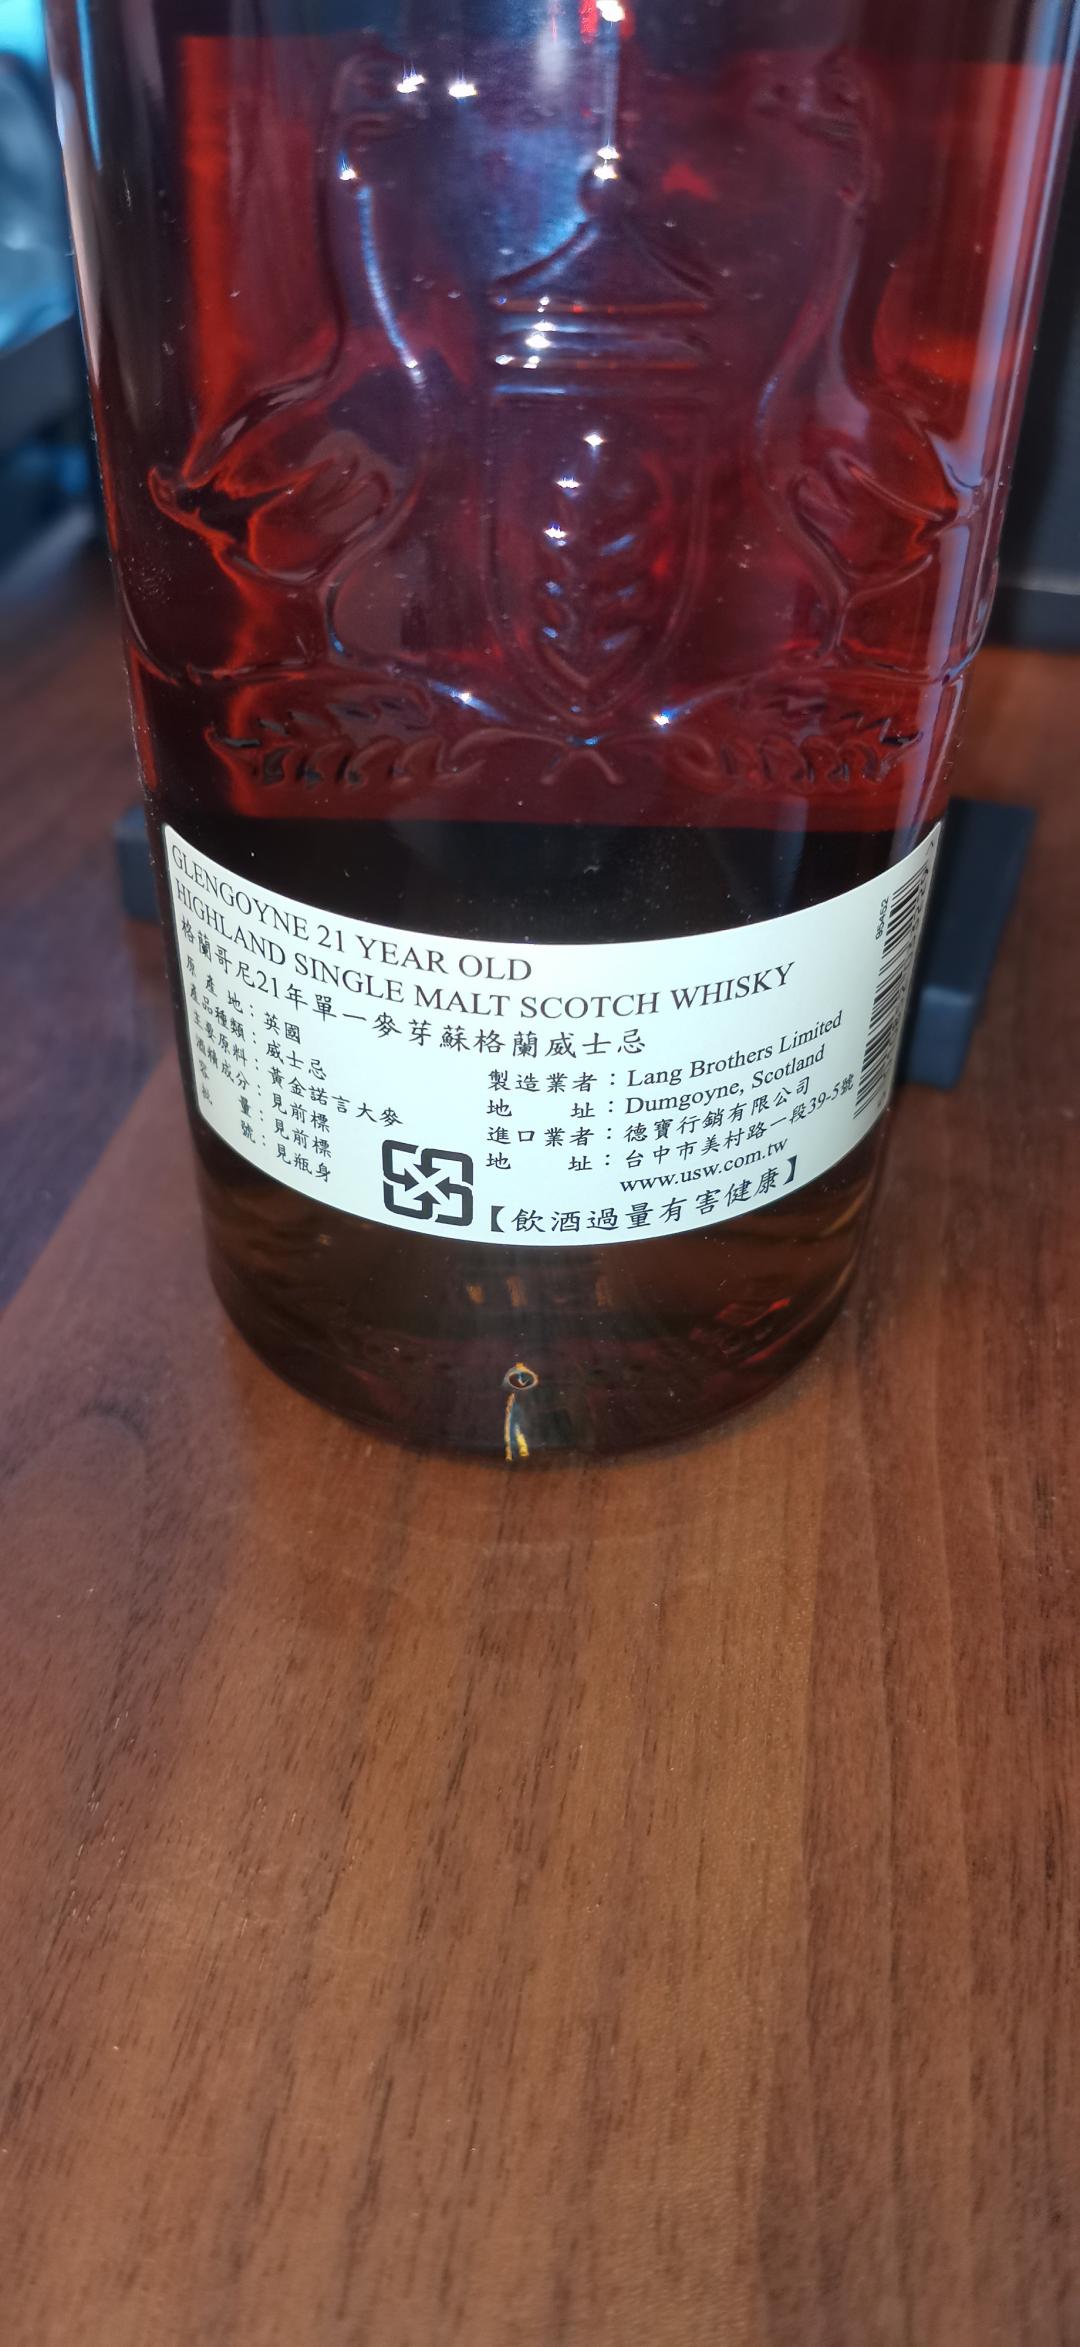 GLENGOYNE 21 YEAR OLD
HIGHLAND SINGLE MALT SCOTCH WHISKY
格蘭哥尼21年單一麥芽蘇格蘭威士忌
原產地：英國
產品種類：威士忌
主要原料：黃金諾言大麥
酒精成分：見前標
容量：見前標
批號：見瓶身
製造業者：Lang Brothers Limited
地址：Dumgoyne, Scotland
進口業者：德寶行銷有限公司
地址：台中市美村路一段39-5號
www.usw.com.tw
【飲酒過量有害健康】